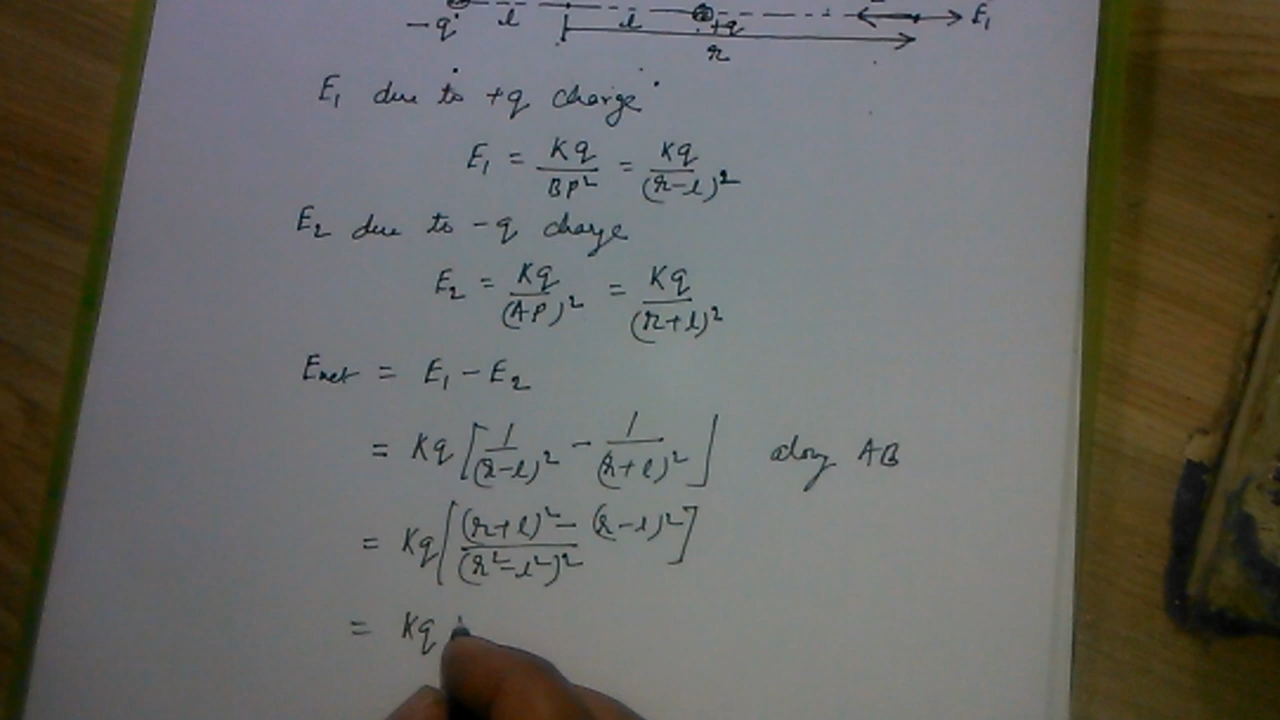 -q l l +q E₁
r
E₁ due to +q charge
E₁ = Kq/BP² = Kq/(r-l)²
E₂ due to -q charge
E₂ = Kq/(AP)² = Kq/(r+l)²
Enet = E₁ - E₂
= Kq [1/(r-l)² - 1/(r+l)²] along AB
= Kq [(r+l)² - (r-l)²/(r²-l²)²]
= Kq